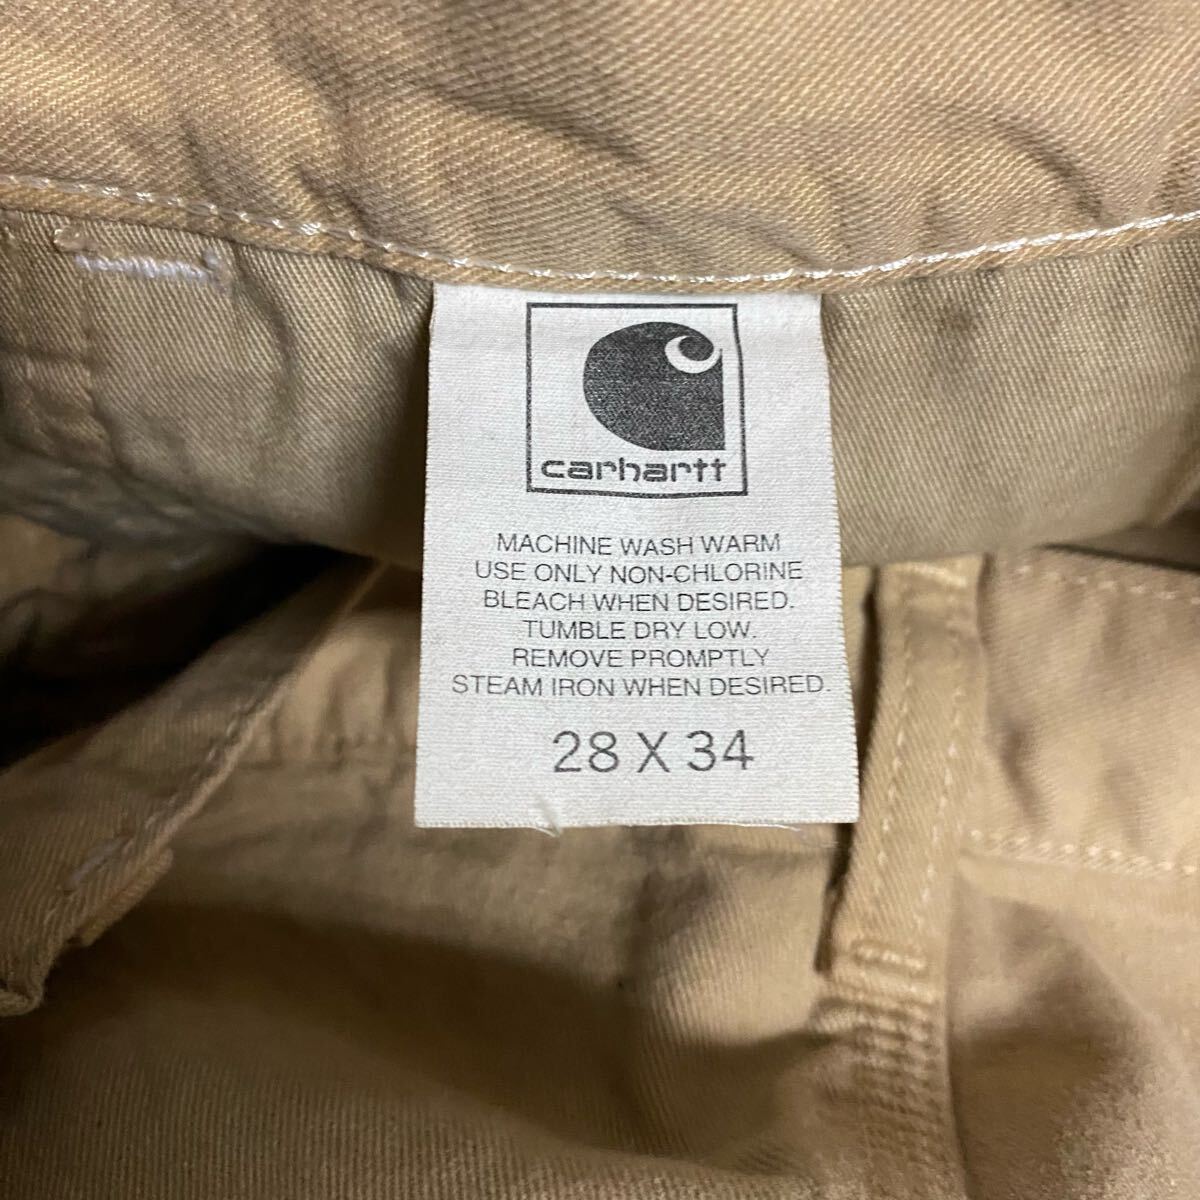 carhartt
MACHINE WASH WARM
USE ONLY NON-CHLORINE
BLEACH WHEN DESIRED.
TUMBLE DRY LOW.
REMOVE PROMPTLY
STEAM IRON WHEN DESIRED.
28 X 34